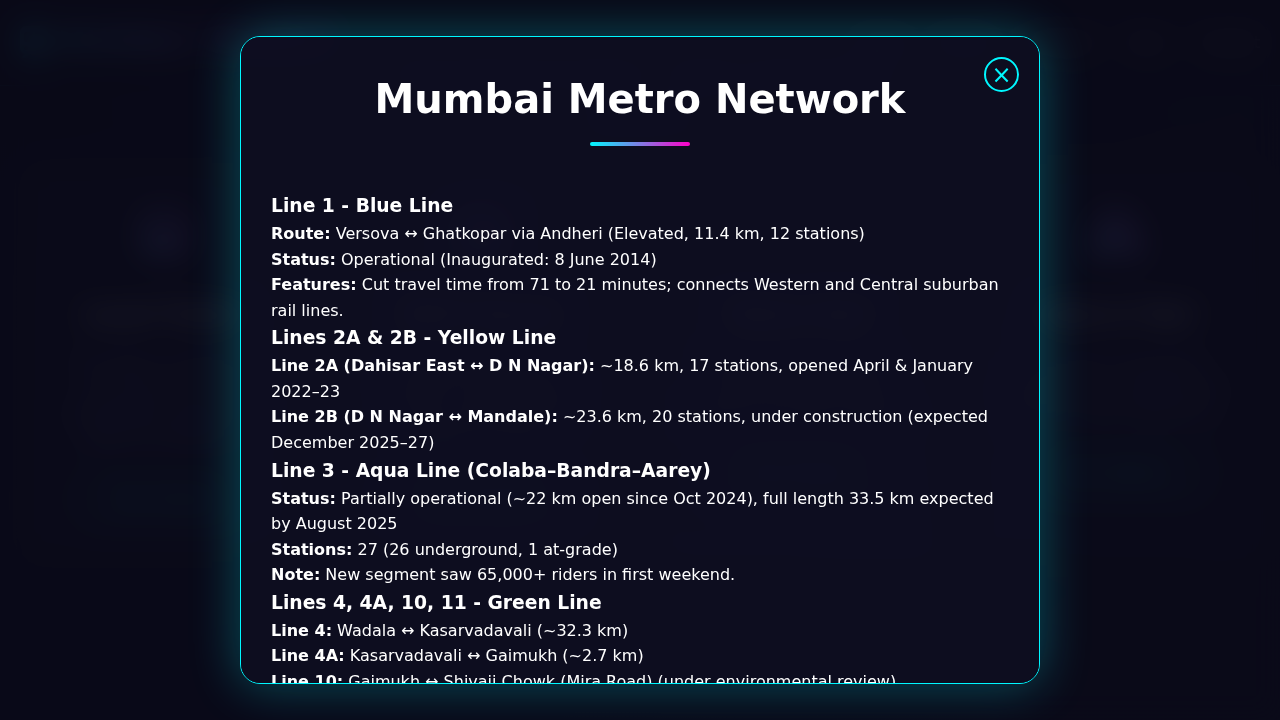 Mumbai Metro Network
Line 1 - Blue Line
Route: Versova ↔ Ghatkopar via Andheri (Elevated, 11.4 km, 12 stations)
Status: Operational (Inaugurated: 8 June 2014)
Features: Cut travel time from 71 to 21 minutes; connects Western and Central suburban
rail lines.
Lines 2A & 2B - Yellow Line
Line 2A (Dahisar East ↔ D N Nagar): ~18.6 km, 17 stations, opened April & January
2022–23
Line 2B (D N Nagar ↔ Mandale): ~23.6 km, 20 stations, under construction (expected
December 2025–27)
Line 3 - Aqua Line (Colaba–Bandra–Aarey)
Status: Partially operational (~22 km open since Oct 2024), full length 33.5 km expected
by August 2025
Stations: 27 (26 underground, 1 at-grade)
Note: New segment saw 65,000+ riders in first weekend.
Lines 4, 4A, 10, 11 - Green Line
Line 4: Wadala ↔ Kasarvadavali (~32.3 km)
Line 4A: Kasarvadavali ↔ Gaimukh (~2.7 km)
Line 10: Gaimukh ↔ Shivaji Chowk (Mira Road) (under environmental review)